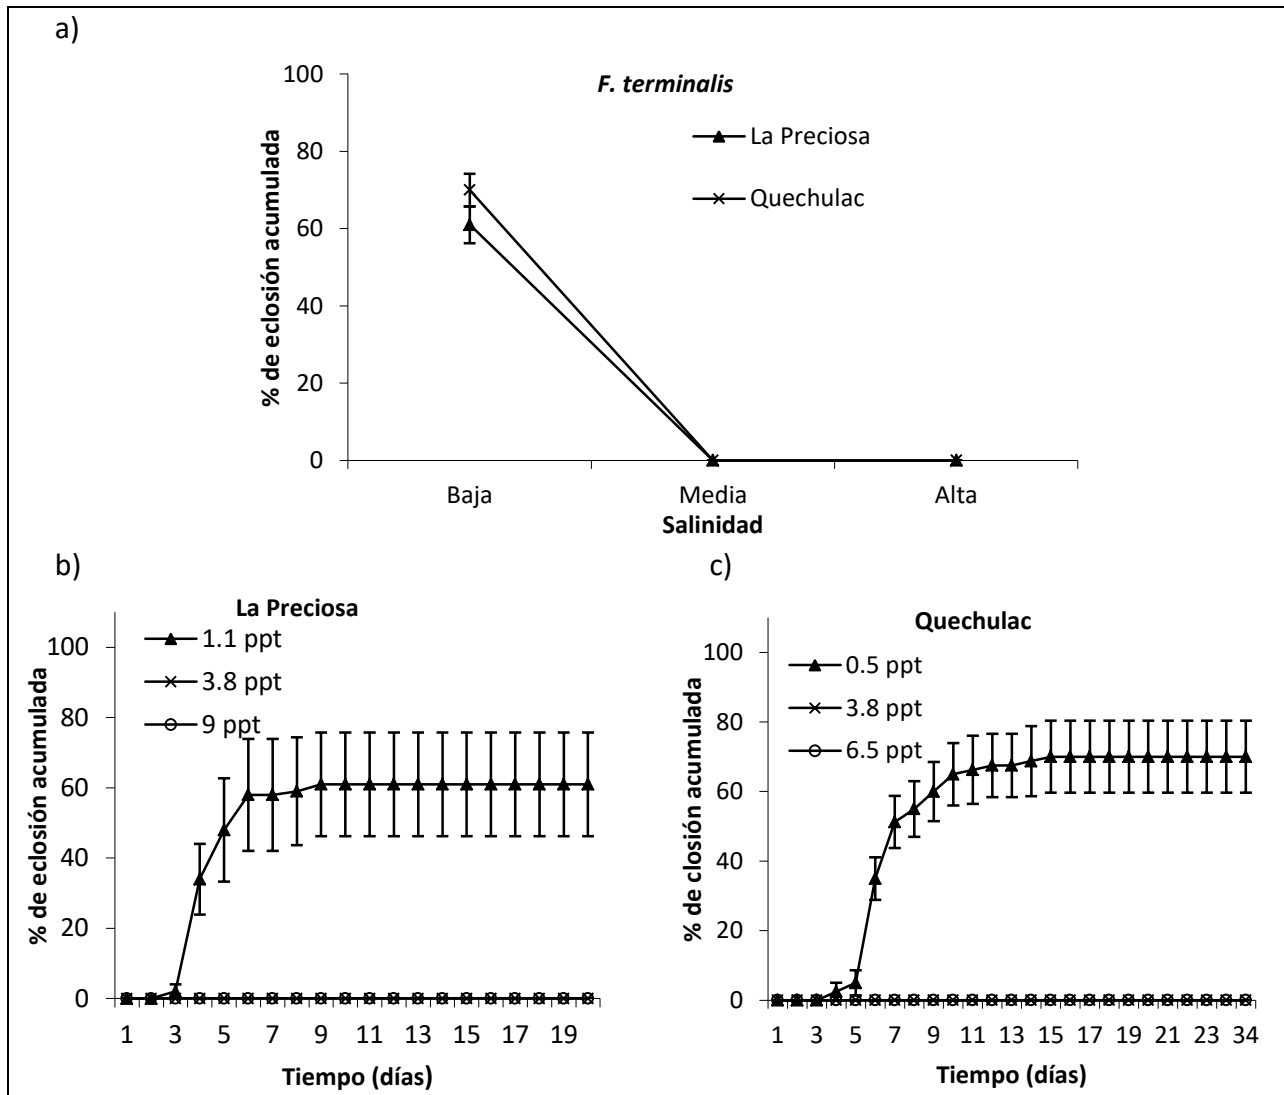 a)
F. terminalis
La Preciosa
Quechulac
% de eclosión acumulada
100
80
60
40
20
0
Baja Media Alta
Salinidad
b)
La Preciosa
1.1 ppt
3.8 ppt
9 ppt
% de eclosión acumulada
100
80
60
40
20
0
1 3 5 7 9 11 13 15 17 19
Tiempo (días)
c)
Quechulac
0.5 ppt
3.8 ppt
6.5 ppt
% de closión acumulada
100
80
60
40
20
0
1 3 5 7 9 11 13 15 17 19 21 23 34
Tiempo (días)